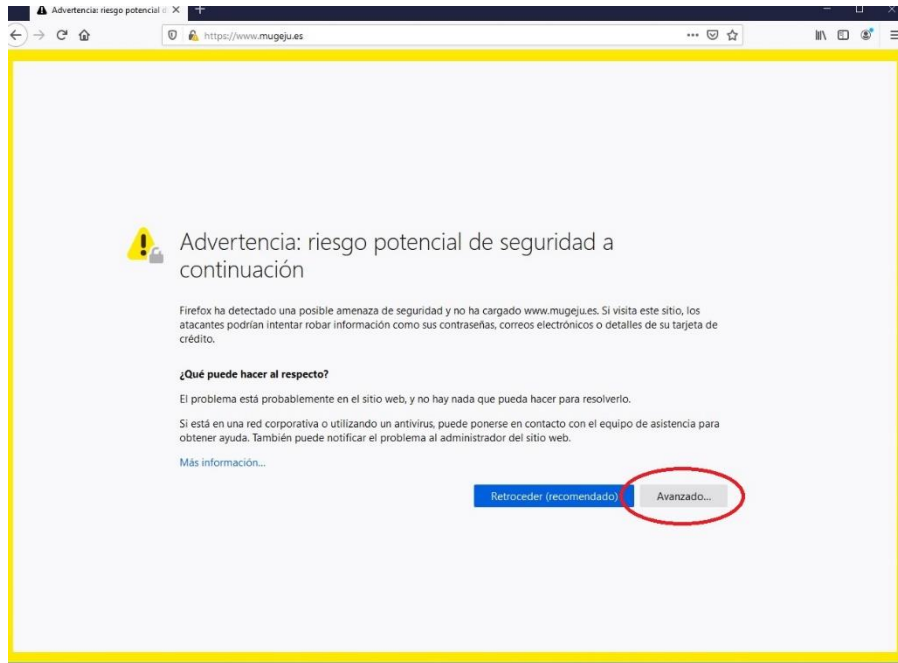 Advertencia: riesgo potencial d
https://www.mugeju.es
Advertencia: riesgo potencial de seguridad a
continuación
Firefox ha detectado una posible amenaza de seguridad y no ha cargado www.mugeju.es. Si visita este sitio, los
atacantes podrían intentar robar información como sus contraseñas, correos electrónicos o detalles de su tarjeta de
crédito.
¿Qué puede hacer al respecto?
El problema está probablemente en el sitio web, y no hay nada que pueda hacer para resolverlo.
Si está en una red corporativa o utilizando un antivirus, puede ponerse en contacto con el equipo de asistencia para
obtener ayuda. También puede notificar el problema al administrador del sitio web.
Más información...
Retroceder (recomendado) Avanzado...